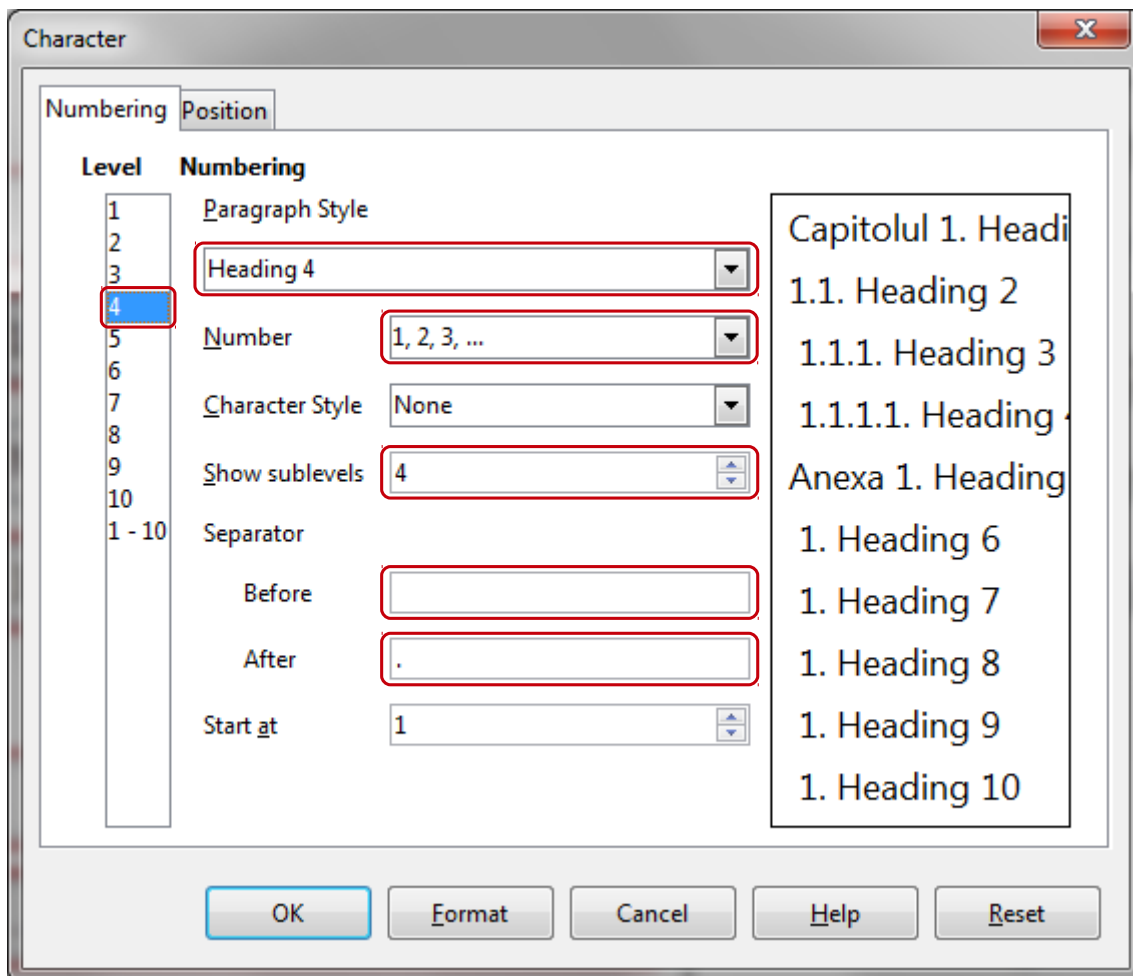 Character
Numbering Position
Level Numbering
1
2
3
4
5
6
7
8
9
10
1 - 10
Paragraph Style
Heading 4
Number 1, 2, 3, ...
Character Style None
Show sublevels 4
Separator
Before
After .
Start at 1
Capitolul 1. Headi
1.1. Heading 2
1.1.1. Heading 3
1.1.1.1. Heading
Anexa 1. Heading
1. Heading 6
1. Heading 7
1. Heading 8
1. Heading 9
1. Heading 10
OK Format Cancel Help Reset